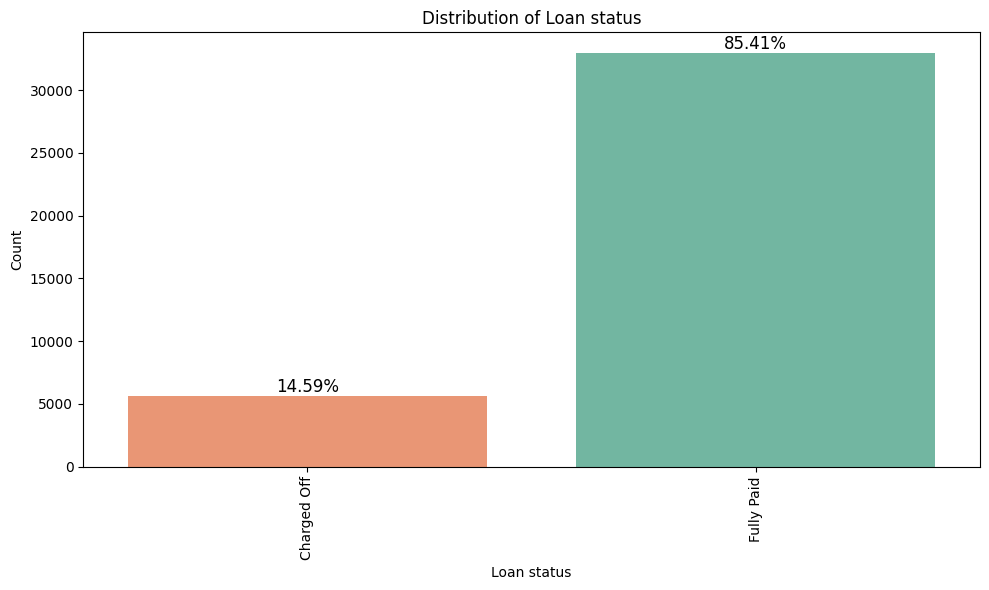 Distribution of Loan status
85.41%
14.59%
Count
30000
25000
20000
15000
10000
5000
0
Charged Off
Fully Paid
Loan status